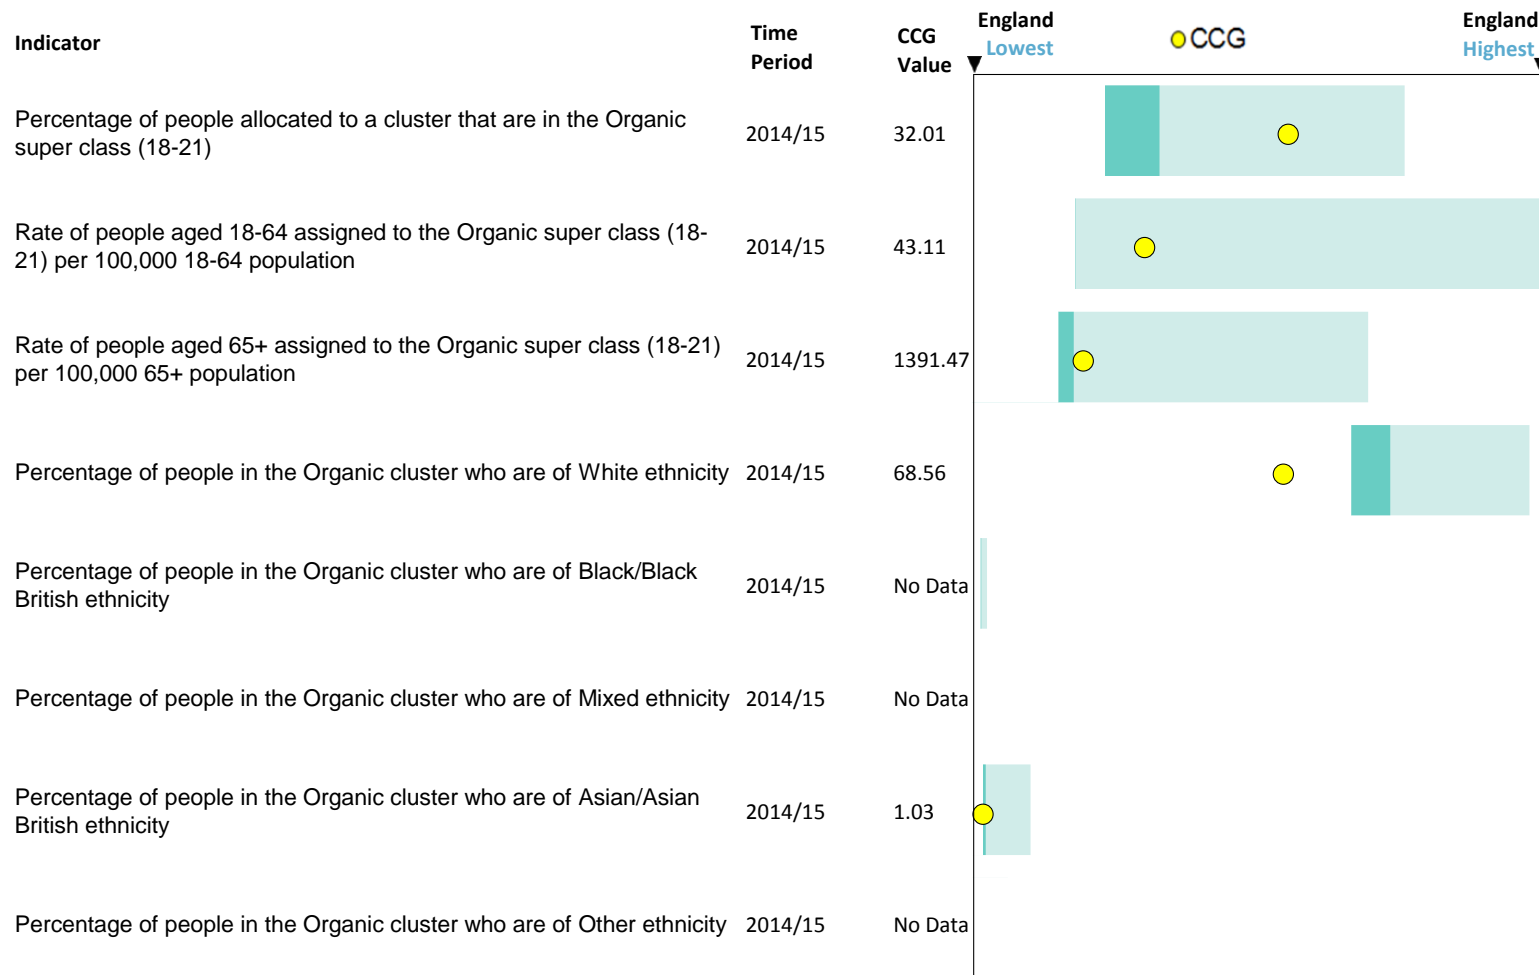 Indicator
Time Period
CCG Value
England Lowest
CCG
England Highest
Percentage of people allocated to a cluster that are in the Organic
super class (18-21)
2014/15
32.01
Rate of people aged 18-64 assigned to the Organic super class (18-
21) per 100,000 18-64 population
2014/15
43.11
Rate of people aged 65+ assigned to the Organic super class (18-21)
per 100,000 65+ population
2014/15
1391.47
Percentage of people in the Organic cluster who are of White ethnicity
2014/15
68.56
Percentage of people in the Organic cluster who are of Black/Black
British ethnicity
2014/15
No Data
Percentage of people in the Organic cluster who are of Mixed ethnicity
2014/15
No Data
Percentage of people in the Organic cluster who are of Asian/Asian
British ethnicity
2014/15
1.03
Percentage of people in the Organic cluster who are of Other ethnicity
2014/15
No Data